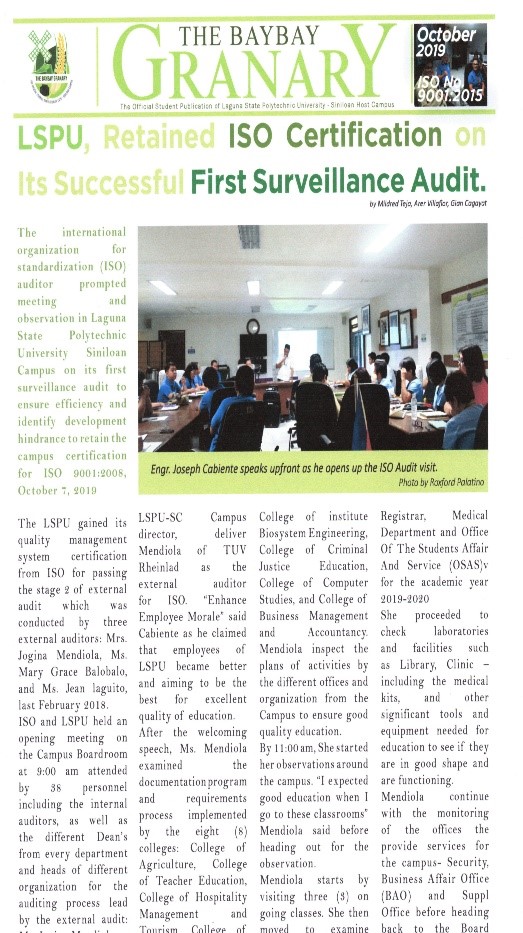 THE BAYBAY GRANARY
THE BAYBAY
GRANARY
The Official Student Publication of Laguna State Polytechnic University - Siniloan Host Campus
October
2019
ISO No.
9001:2015
LSPU, Retained ISO Certification on
Its Successful First Surveillance Audit.
by Mildred Teja, Arer Villaflor, Gian Cagayat
The international
organization for
standardization (ISO)
auditor prompted
meeting and
observation in Laguna
State Polytechnic
University Siniloan
Campus on its first
surveillance audit to
ensure efficiency and
identify development
hindrance to retain the
campus certification
for ISO 9001:2008,
October 7, 2019
Engr. Joseph Cabiente speaks upfront as he opens up the ISO Audit visit.
Photo by Roxford Palatino
The LSPU gained its
quality management
system certification
from ISO for passing
the stage 2 of external
audit which was
conducted by three
external auditors: Mrs.
Jogina Mendiola, Ms.
Mary Grace Balobalo,
and Ms. Jean laguito,
last February 2018.
ISO and LSPU held an
opening meeting on
the Campus Boardroom
at 9:00 am attended
by 38 personnel
including the internal
auditors, as well as
the different Dean's
from every department
and heads of different
organization for the
auditing process lead
by the external audit:
LSPU-SC Campus
director, deliver
Mendiola of TUV
Rheinlad as the
external auditor
for ISO. "Enhance
Employee Morale" said
Cabiente as he claimed
that employees of
LSPU became better
and aiming to be the
best for excellent
quality of education.
After the welcoming
speech, Ms. Mendiola
examined the
documentation program
and requirements
process implemented
by the eight (8)
colleges: College of
Agriculture, College
of Teacher Education,
College of Hospitality
Management and
Tourism, College of
College of institute
Biosystem Engineering,
College of Criminal
Justice Education,
College of Computer
Studies, and College of
Business Management
and Accountancy.
Mendiola inspect the
plans of activities by
the different offices and
organization from the
Campus to ensure good
quality education.
By 11:00 am, She started
her observations around
the campus. "I expected
good education when I
go to these classrooms"
Mendiola said before
heading out for the
observation.
Mendiola starts by
visiting three (3) on
going classes. She then
moved to examine
Registrar, Medical
Department and Office
Of The Students Affair
And Service (OSAS)v
for the academic year
2019-2020
She proceeded to
check laboratories
and facilities such
as Library, Clinic –
including the medical
kits, and other
significant tools and
equipment needed for
education to see if they
are in good shape and
are functioning.
Mendiola continue
with the monitoring
of the offices the
provide services for
the campus- Security,
Business Affair Office
(BAO) and Suppl
Office before heading
back to the Board